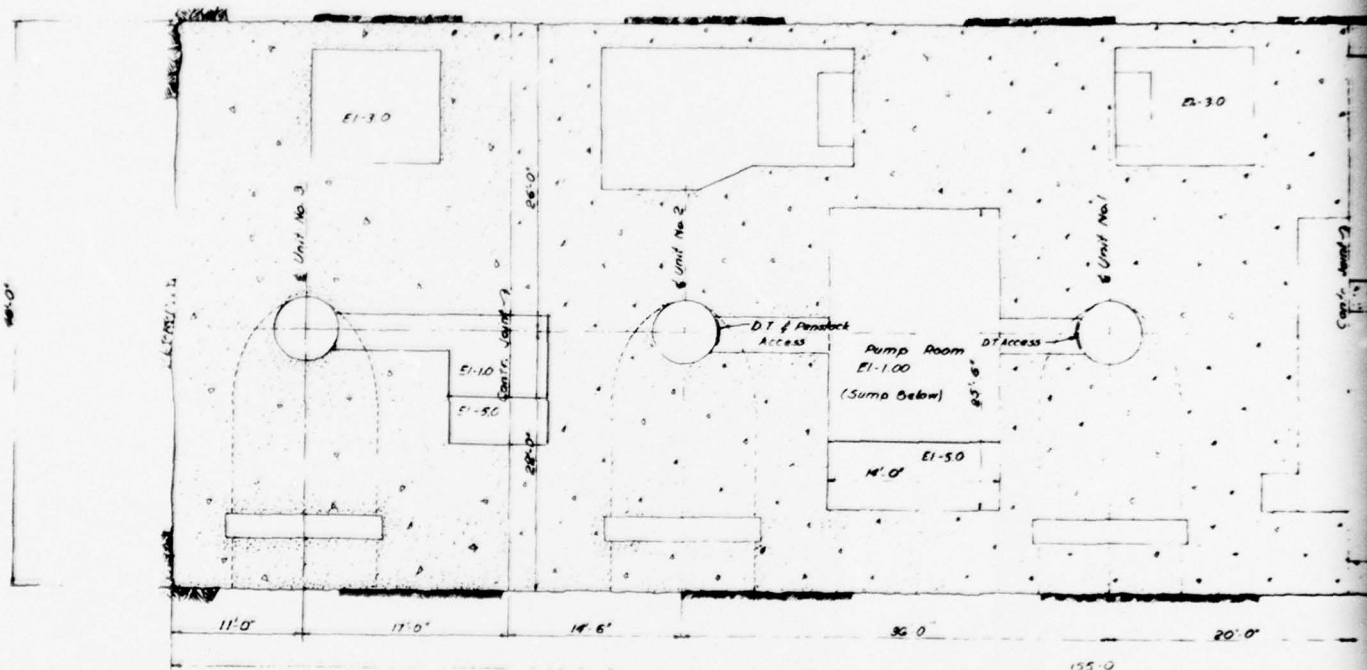 El-3.0
El-3.0
26'-0"
₵ Unit No. 3
₵ Unit No. 2
₵ Unit No. 1
Contr. Joint
D.T. & Penstock
Access
DT Access
Pump Room
El-1.00
(Sump Below)
El-1.0
El-5.0
28'-0"
El-5.0
14'-0"
11'-0"
17'-0"
14'-6"
36'-0
20'-0"
155'-0